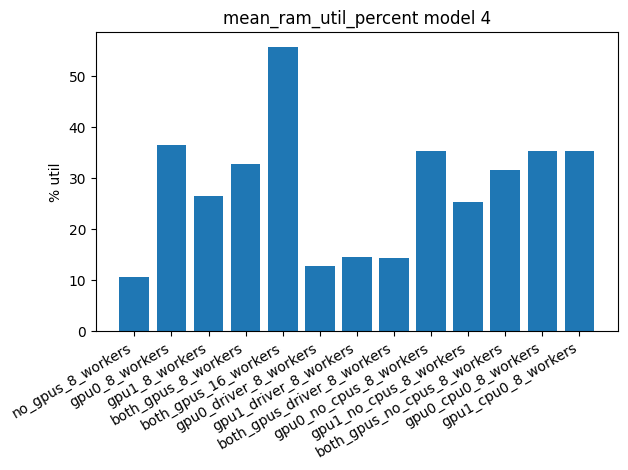 mean_ram_util_percent model 4
% util
50
40
30
20
10
0
no_gpus_8_workers
gpu0_8_workers
gpu1_8_workers
both_gpus_8_workers
both_gpus_16_workers
gpu0_driver_8_workers
gpu1_driver_8_workers
both_gpus_driver_8_workers
gpu0_no_cpus_8_workers
gpu1_no_cpus_8_workers
both_gpus_no_cpus_8_workers
gpu0_cpu0_8_workers
gpu1_cpu0_8_workers